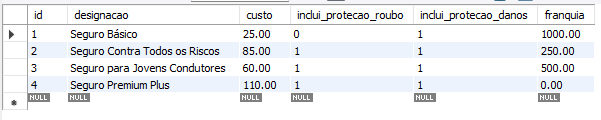 id designacao custo inclui_protecao_roubo inclui_protecao_danos franquia
1 Seguro Básico 25.00 0 1 1000.00
2 Seguro Contra Todos os Riscos 85.00 1 1 250.00
3 Seguro para Jovens Condutores 60.00 1 1 500.00
4 Seguro Premium Plus 110.00 1 1 0.00
NULL NULL NULL NULL NULL NULL